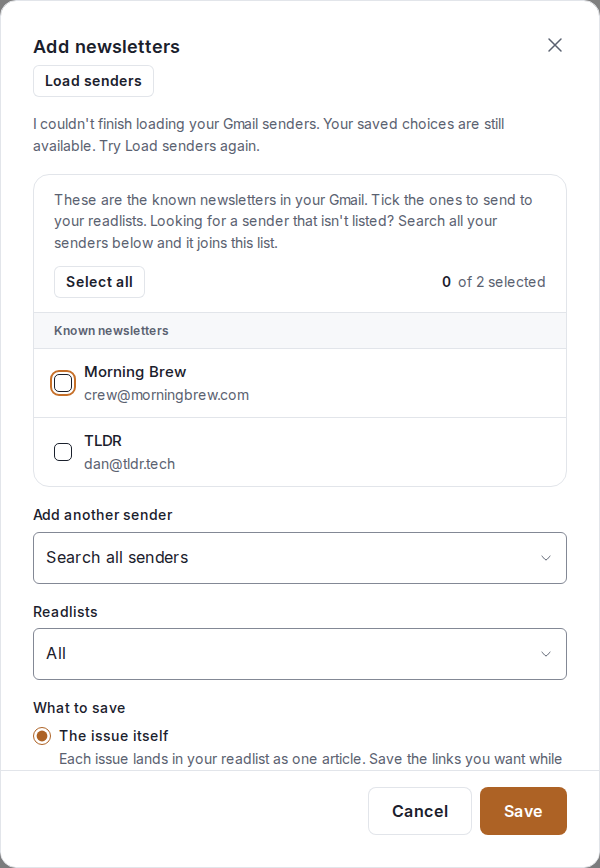 Add newsletters
Load senders
I couldn't finish loading your Gmail senders. Your saved choices are still
available. Try Load senders again.
These are the known newsletters in your Gmail. Tick the ones to send to
your readlists. Looking for a sender that isn't listed? Search all your
senders below and it joins this list.
Select all
0 of 2 selected
Known newsletters
Morning Brew
crew@morningbrew.com
TLDR
dan@tldr.tech
Add another sender
Search all senders
Readlists
All
What to save
The issue itself
Each issue lands in your readlist as one article. Save the links you want while
Cancel
Save